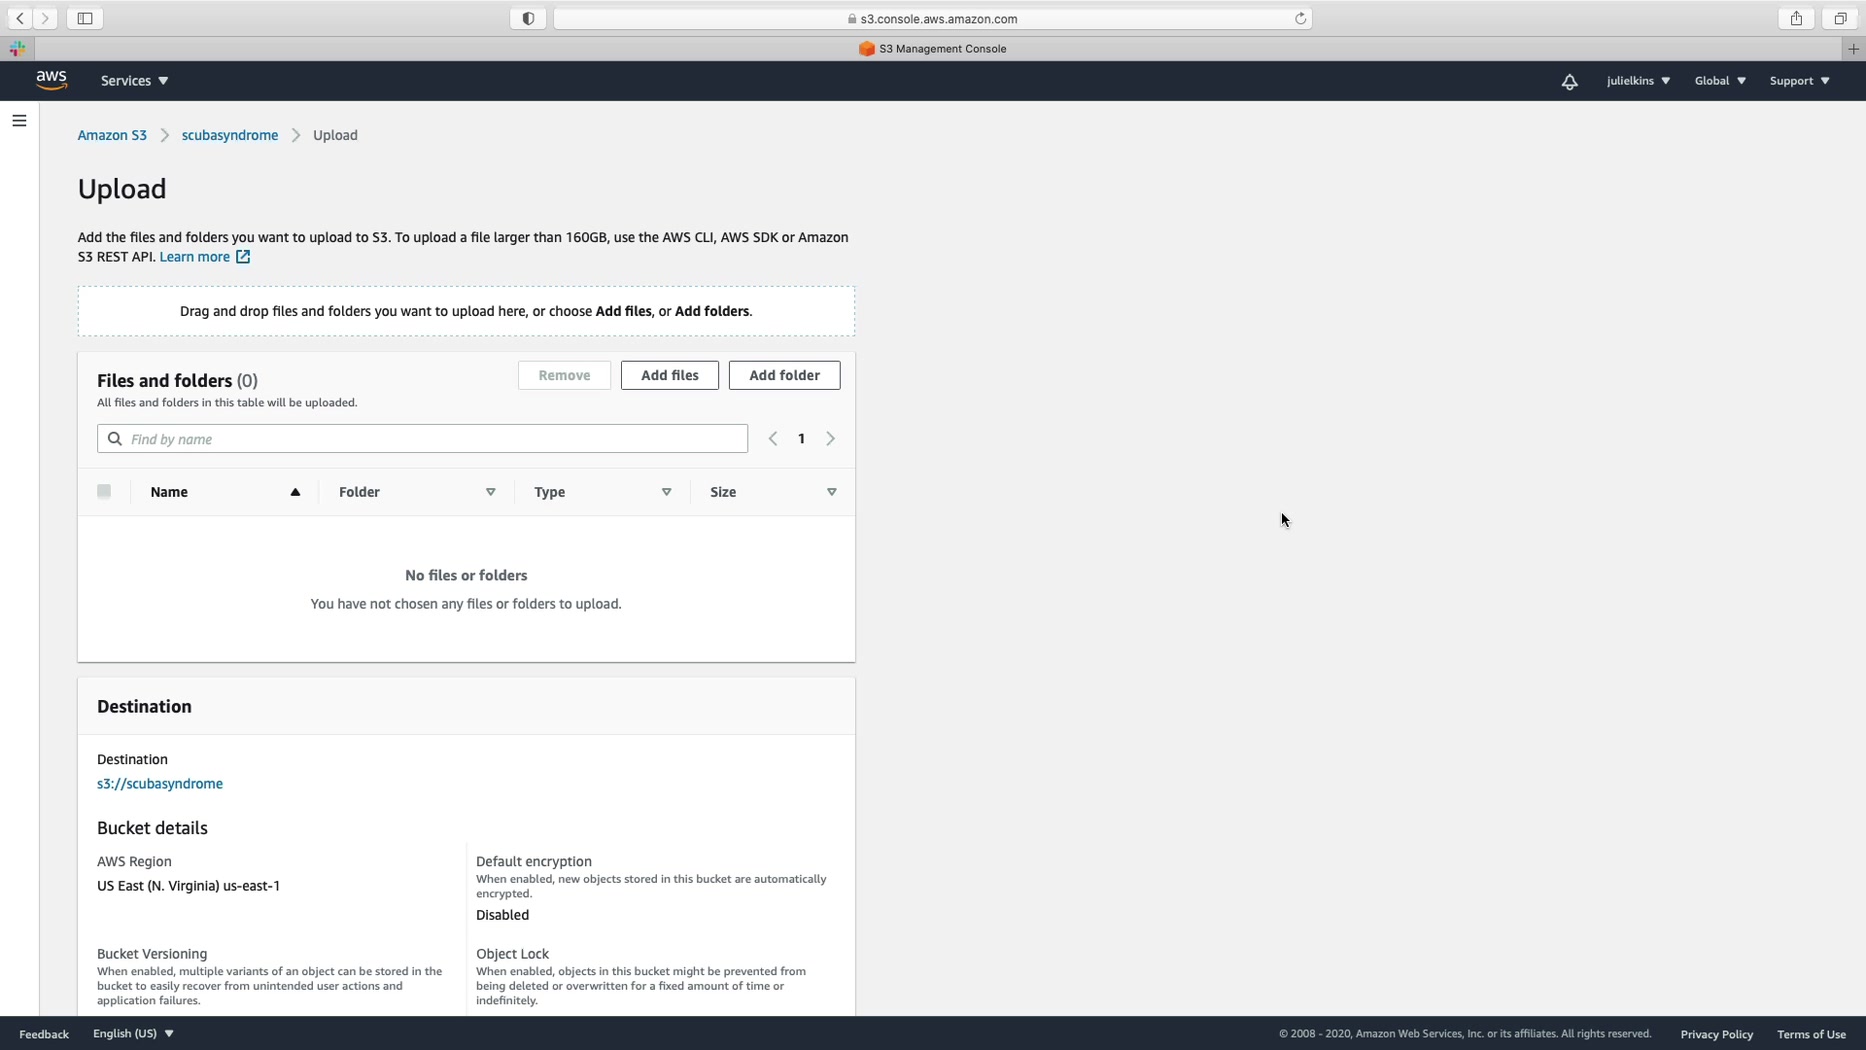 s3.console.aws.amazon.com
S3 Management Console
aws
Services
julielkins
Global
Support
Amazon S3
scubasyndrome
Upload
Upload
Add the files and folders you want to upload to S3. To upload a file larger than 160GB, use the AWS CLI, AWS SDK or Amazon
S3 REST API. Learn more
Drag and drop files and folders you want to upload here, or choose Add files, or Add folders.
Files and folders (0)
Remove
Add files
Add folder
All files and folders in this table will be uploaded.
Find by name
1
Name
Folder
Type
Size
No files or folders
You have not chosen any files or folders to upload.
Destination
Destination
s3://scubasyndrome
Bucket details
AWS Region
US East (N. Virginia) us-east-1
Default encryption
When enabled, new objects stored in this bucket are automatically
encrypted.
Disabled
Bucket Versioning
When enabled, multiple variants of an object can be stored in the
bucket to easily recover from unintended user actions and
application failures.
Object Lock
When enabled, objects in this bucket might be prevented from
being deleted or overwritten for a fixed amount of time or
indefinitely.
Feedback
English (US)
© 2008 - 2020, Amazon Web Services, Inc. or its affiliates. All rights reserved.
Privacy Policy
Terms of Use